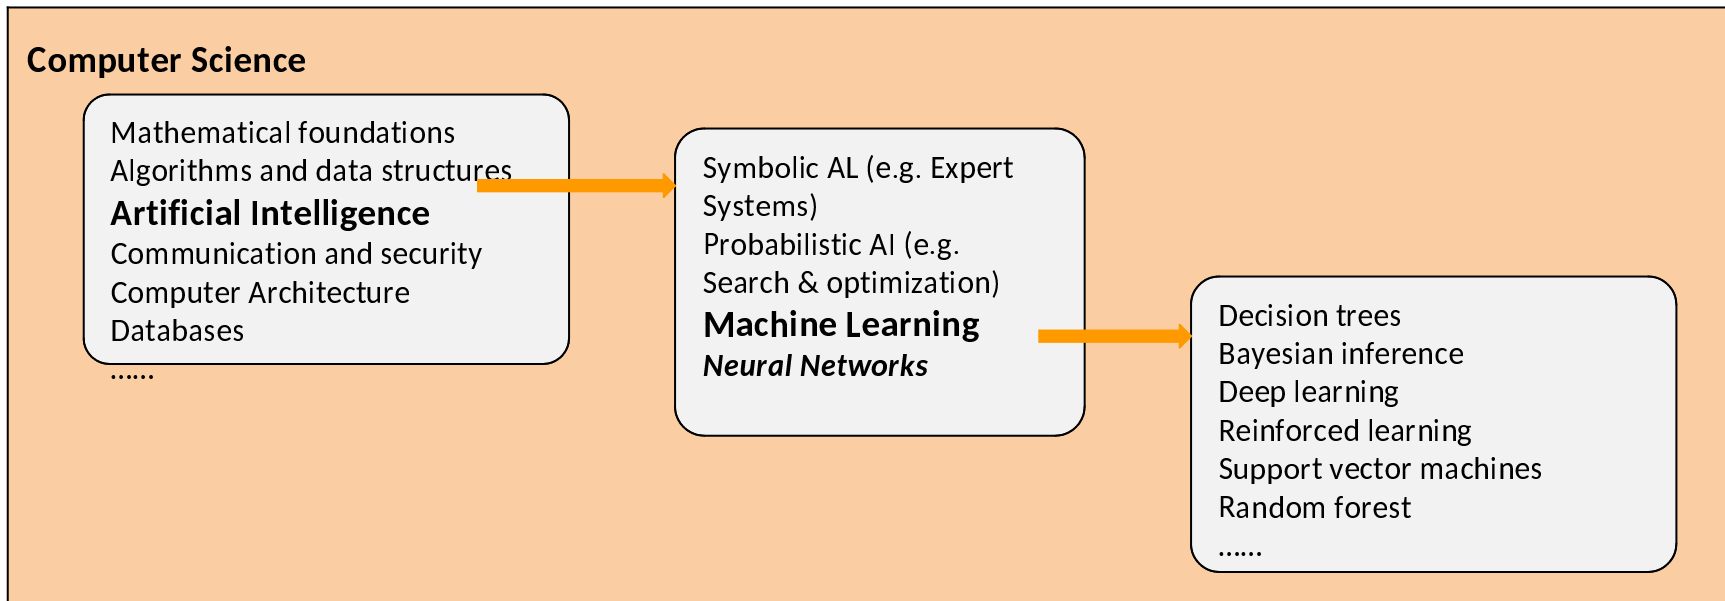 Computer Science
Mathematical foundations
Algorithms and data structures
Artificial Intelligence
Communication and security
Computer Architecture
Databases
……
Symbolic AL (e.g. Expert
Systems)
Probabilistic AI (e.g.
Search & optimization)
Machine Learning
Neural Networks
Decision trees
Bayesian inference
Deep learning
Reinforced learning
Support vector machines
Random forest
……